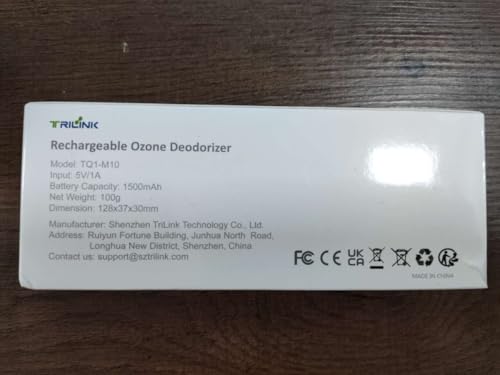 TRILINK
Rechargeable Ozone Deodorizer
Model: TQ1-M10
Input: 5V/1A
Battery Capacity: 1500mAh
Net Weight: 100g
Dimension: 128x37x30mm
Manufacturer: Shenzhen TriLink Technology Co., Ltd.
Address: Ruiyun Fortune Building, Junhua North Road,
Longhua New District, Shenzhen, China
Contact us: support@sztrilink.com
FC CE UK CA
MADE IN CHINA